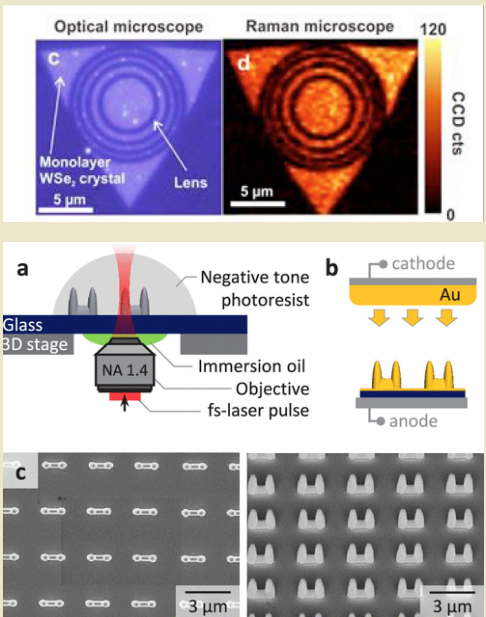 Optical microscope
Raman microscope
120
c
d
Monolayer
WSe₂ crystal
Lens
5 µm
5 µm
CCD cts
0
a
Negative tone
photoresist
Glass
3D stage
NA 1.4
Immersion oil
Objective
fs-laser pulse
b
cathode
Au
anode
c
3 µm
3 µm